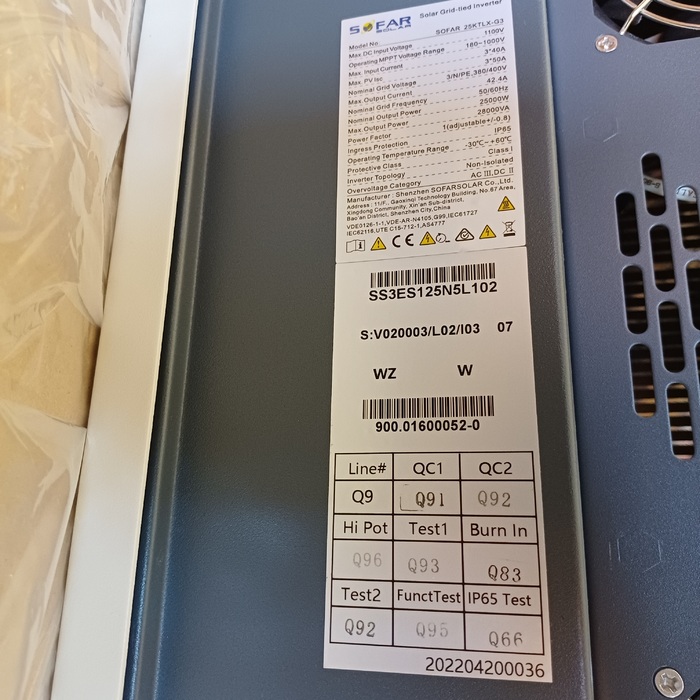 SOFAR
SOLAR
Solar Grid-tied Inverter
Model No. SOFAR 25KTLX-G3
Max. DC Input Voltage 1100V
Operating MPPT Voltage Range 180~1000V
Max. Input Current 3*40A
Max. PV Isc 3*50A
Nominal Grid Voltage 3/N/PE,380/400V
Max. Output Current 42.4A
Nominal Grid Frequency 50/60Hz
Nominal Output Power 25000W
Max. Output Power 28000VA
Power Factor 1(adjustable+/-0.8)
Ingress Protection IP65
Operating Temperature Range -30℃~+60℃
Protective Class Class I
Inverter Topology Non-Isolated
Overvoltage Category AC III,DC II
Manufacturer : Shenzhen SOFARSOLAR Co.,Ltd.
Address : 11/F., Gaoxinqi Technology Building, No.67 Area,
Xingdong Community, Xin'an Sub-district,
Bao'an District, Shenzhen City,China
VDE0126-1-1,VDE-AR-N4105,G99,IEC61727
IEC62116,UTE C15-712-1,AS4777
CE
SS3ES125N5L102
S:V020003/L02/I03 07
WZ W
900.01600052-0
Line# QC1 QC2
Q9 Q91 Q92
Hi Pot Test1 Burn In
Q96 Q93 Q83
Test2 FunctTest IP65 Test
Q92 Q95 Q66
202204200036